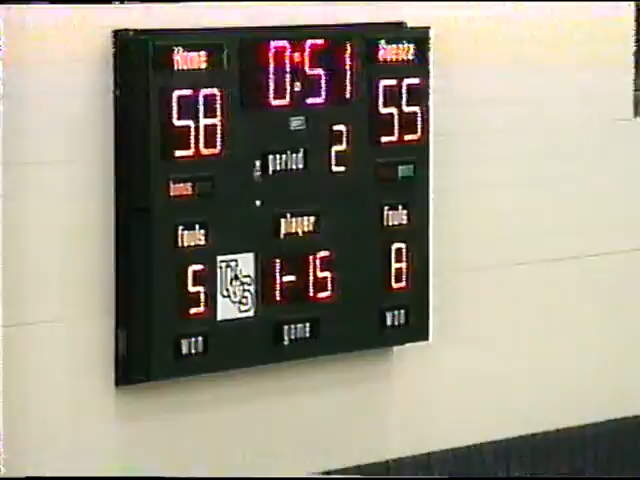 Home 0:51 Guests
58 55
period 2
bonus
fouls player fouls
5 UCS 1-15 8
won game won